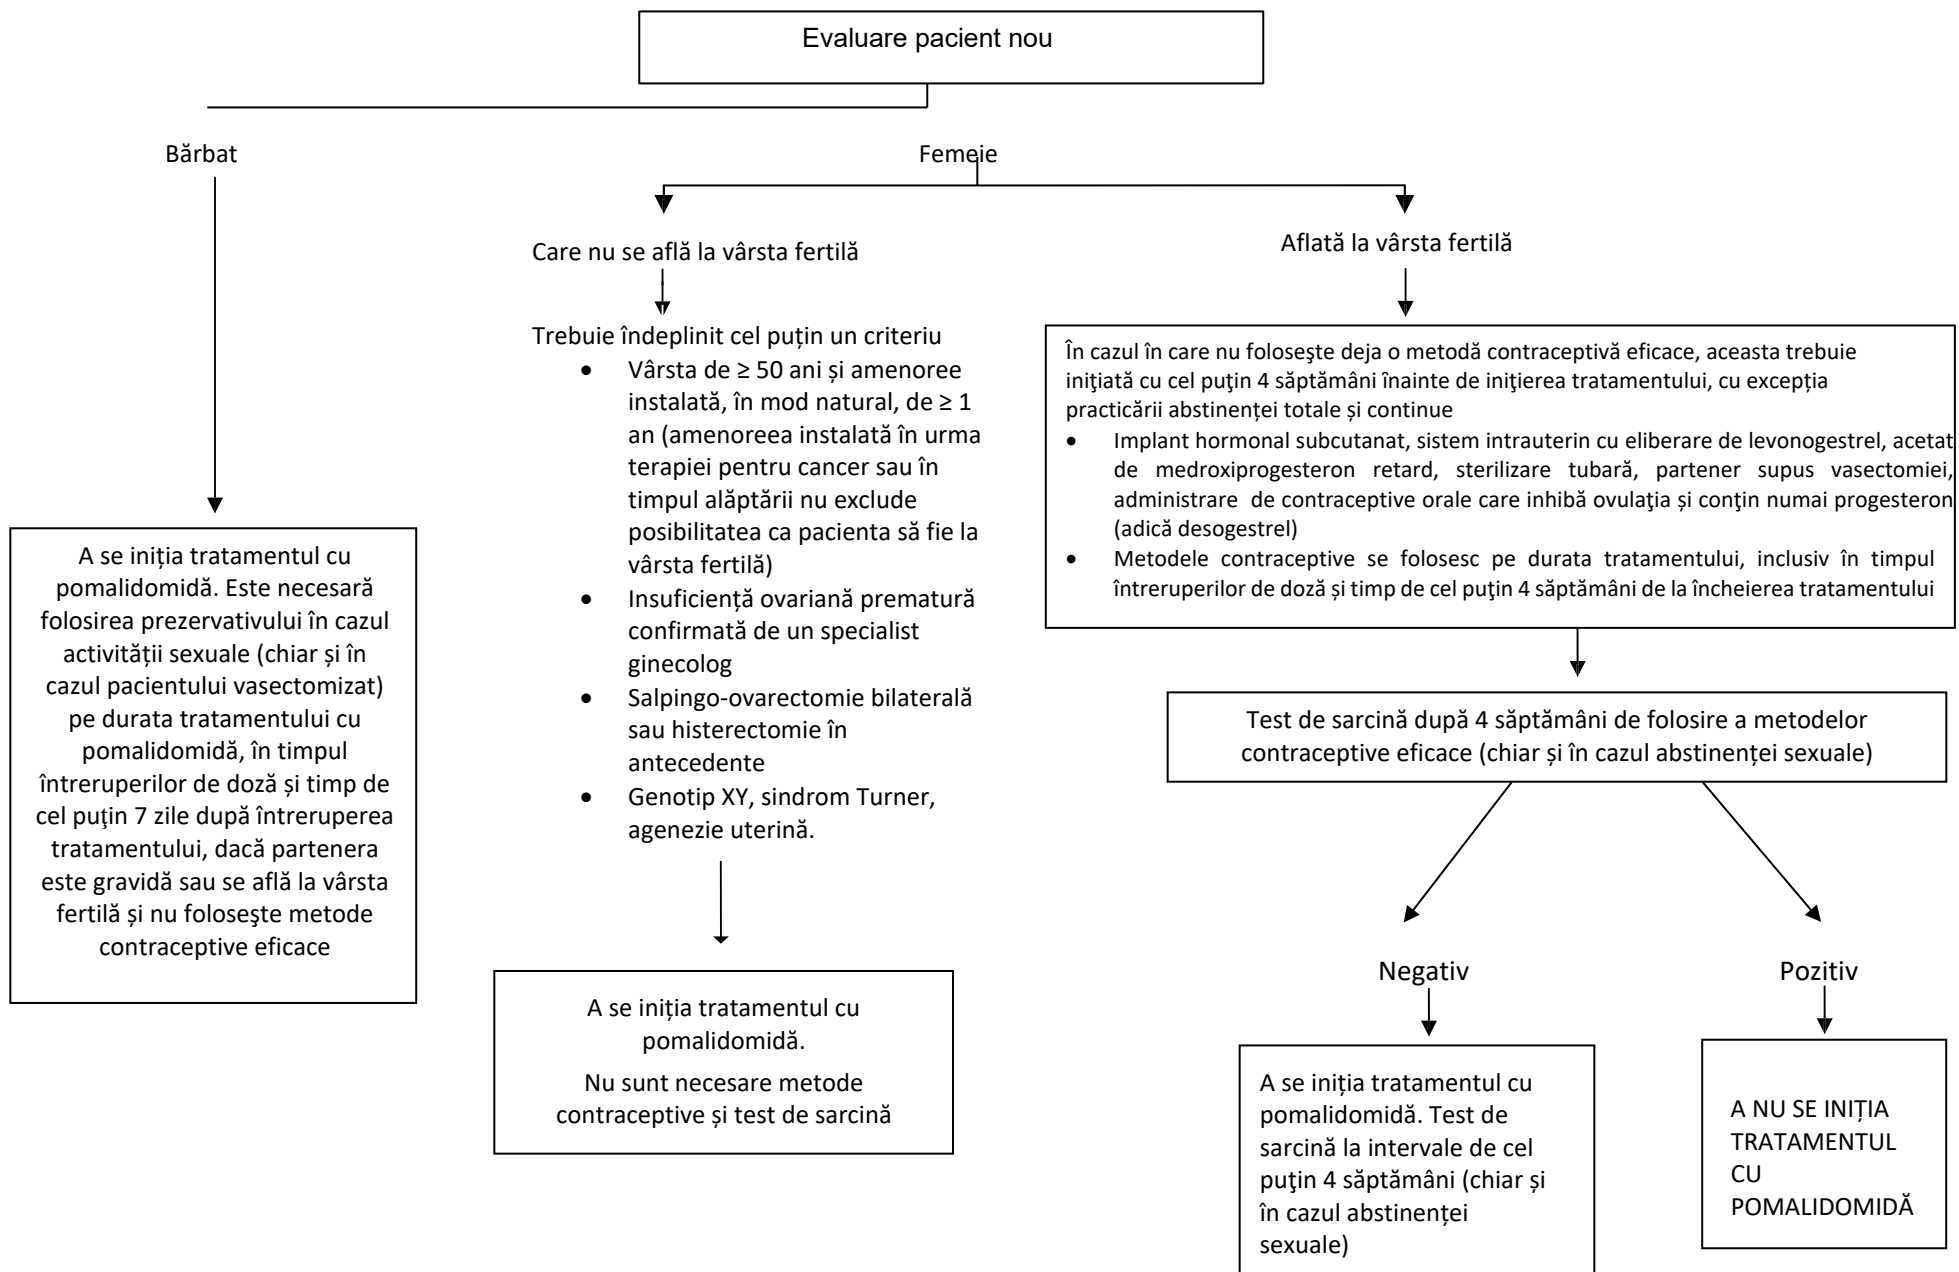 Evaluare pacient nou
Bărbat
Femeie
A se iniția tratamentul cu
pomalidomidă. Este necesară
folosirea prezervativului în cazul
activității sexuale (chiar și în
cazul pacientului vasectomizat)
pe durata tratamentului cu
pomalidomidă, în timpul
întreruperilor de doză și timp de
cel puţin 7 zile după întreruperea
tratamentului, dacă partenera
este gravidă sau se află la vârsta
fertilă și nu foloseşte metode
contraceptive eficace
Care nu se află la vârsta fertilă
Trebuie îndeplinit cel puțin un criteriu
• Vârsta de ≥ 50 ani și amenoree
instalată, în mod natural, de ≥ 1
an (amenoreea instalată în urma
terapiei pentru cancer sau în
timpul alăptării nu exclude
posibilitatea ca pacienta să fie la
vârsta fertilă)
• Insuficiență ovariană prematură
confirmată de un specialist
ginecolog
• Salpingo-ovarectomie bilaterală
sau histerectomie în
antecedente
• Genotip XY, sindrom Turner,
agenezie uterină.
A se iniția tratamentul cu
pomalidomidă.
Nu sunt necesare metode
contraceptive și test de sarcină
Aflată la vârsta fertilă
În cazul în care nu foloseşte deja o metodă contraceptivă eficace, aceasta trebuie
iniţiată cu cel puţin 4 săptămâni înainte de iniţierea tratamentului, cu excepția
practicării abstinenței totale și continue
• Implant hormonal subcutanat, sistem intrauterin cu eliberare de levonogestrel, acetat
de medroxiprogesteron retard, sterilizare tubară, partener supus vasectomiei,
administrare de contraceptive orale care inhibă ovulaţia și conţin numai progesteron
(adică desogestrel)
• Metodele contraceptive se folosesc pe durata tratamentului, inclusiv în timpul
întreruperilor de doză și timp de cel puţin 4 săptămâni de la încheierea tratamentului
Test de sarcină după 4 săptămâni de folosire a metodelor
contraceptive eficace (chiar și în cazul abstinenței sexuale)
Negativ
Pozitiv
A se iniția tratamentul cu
pomalidomidă. Test de
sarcină la intervale de cel
puţin 4 săptămâni (chiar și
în cazul abstinenței
sexuale)
A NU SE INIȚIA
TRATAMENTUL
CU
POMALIDOMIDĂ